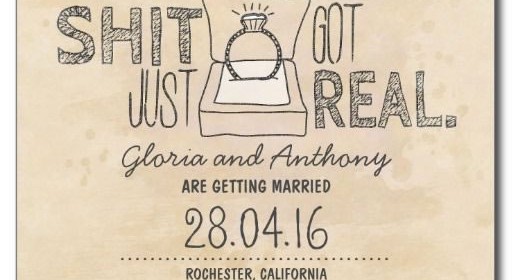 SHIT GOT
JUST REAL.
Gloria and Anthony
ARE GETTING MARRIED
28.04.16
ROCHESTER, CALIFORNIA